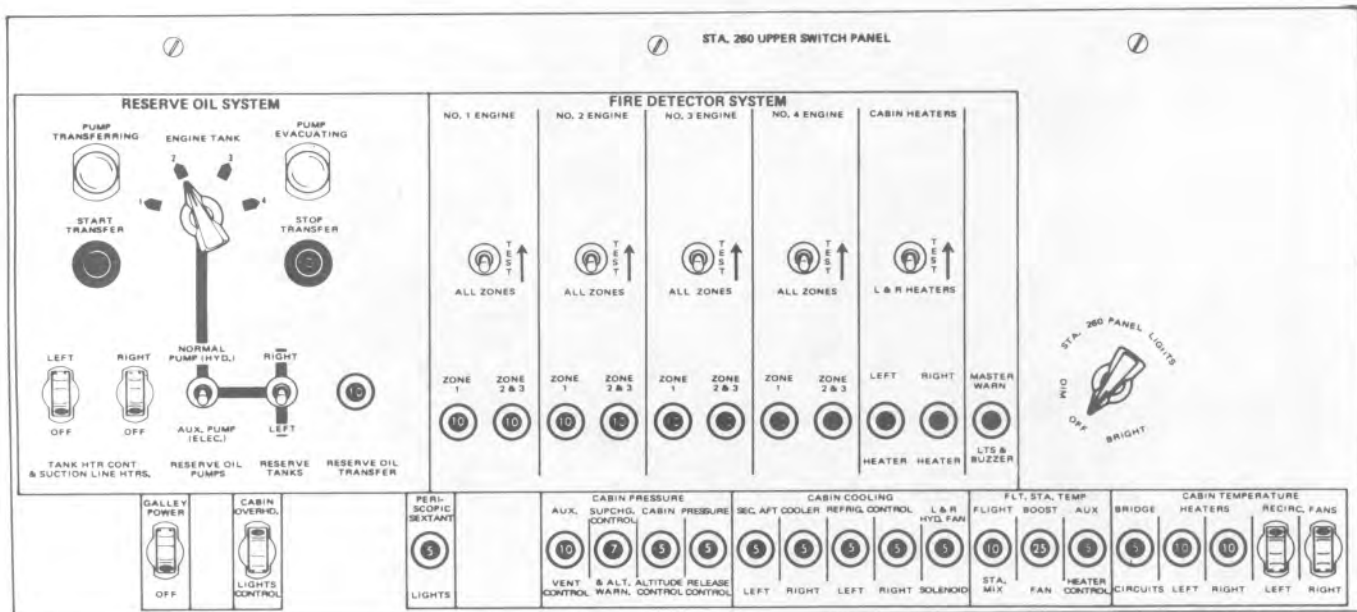 STA. 260 UPPER SWITCH PANEL
RESERVE OIL SYSTEM
PUMP
TRANSFERRING
ENGINE TANK
PUMP
EVACUATING
1
2
3
4
START
TRANSFER
STOP
TRANSFER
LEFT
OFF
RIGHT
OFF
TANK HTR CONT
& SUCTION LINE HTRS.
NORMAL
PUMP (HYD.)
AUX. PUMP
(ELEC.)
RESERVE OIL
PUMPS
RIGHT
LEFT
RESERVE
TANKS
10
RESERVE OIL
TRANSFER
FIRE DETECTOR SYSTEM
NO. 1 ENGINE
TEST
ALL ZONES
ZONE
1
10
ZONE
2 & 3
10
NO. 2 ENGINE
TEST
ALL ZONES
ZONE
1
10
ZONE
2 & 3
10
NO. 3 ENGINE
TEST
ALL ZONES
ZONE
1
ZONE
2 & 3
NO. 4 ENGINE
TEST
ALL ZONES
ZONE
1
ZONE
2 & 3
CABIN HEATERS
TEST
L & R HEATERS
LEFT
HEATER
RIGHT
HEATER
MASTER
WARN
LTS &
BUZZER
STA. 260 PANEL LIGHTS
DIM
OFF
BRIGHT
GALLEY
POWER
OFF
CABIN
OVERHD.
LIGHTS
CONTROL
PERI-
SCOPIC
SEXTANT
5
LIGHTS
CABIN PRESSURE
AUX.
10
VENT
CONTROL
SUPCHG.
CONTROL
7
& ALT.
WARN.
CABIN
5
ALTITUDE
CONTROL
PRESSURE
5
RELEASE
CONTROL
CABIN COOLING
SEC. AFT COOLER
5
LEFT
5
RIGHT
REFRIG. CONTROL
5
LEFT
5
RIGHT
L & R
HYD. FAN
5
SOLENOID
FLT. STA. TEMP
FLIGHT
10
STA.
MIX
BOOST
25
FAN
AUX
5
HEATER
CONTROL
CABIN TEMPERATURE
BRIDGE
5
CIRCUITS
HEATERS
10
LEFT
10
RIGHT
RECIRC. FANS
LEFT
RIGHT